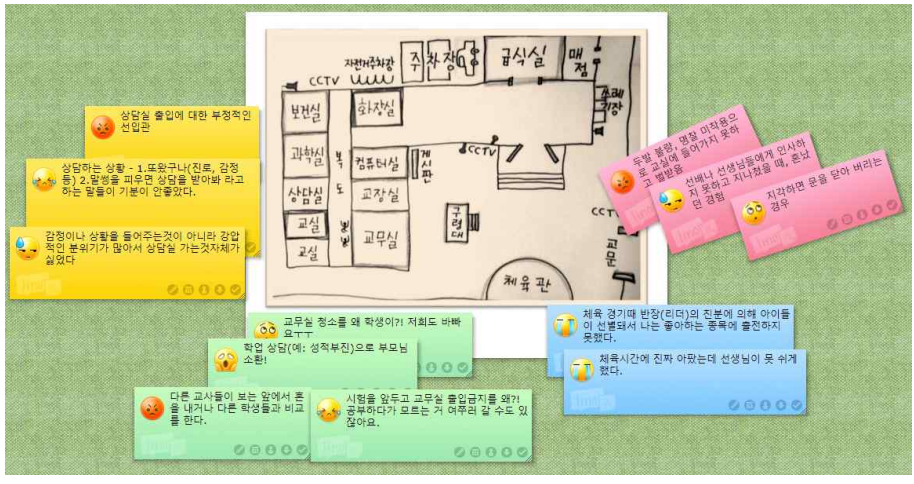 자전거주차장
주차장
급식실
매점
CCTV
쓰레
기장
보건실
화장실
과학실
복도
컴퓨터실
게시판
CCTV
상담실
교장실
교실
교무실
교실
구령대
CCT
교문
체육관
상담실 출입에 대한 부정적인
선입관
상담하는 상황 - 1.또왔구나(진로, 감정
등) 2.말썽을 피우면 상담을 받아봐 라고
하는 말들이 기분이 안좋았다.
감정이나 상황을 들어주는것이 아니라 강압
적인 분위기가 많아서 상담실 가는것자체가
싫었다
두발 불량, 명찰 미착용으
로 교실에 들어가지 못하
고 벌받음
선배나 선생님들에게 인사하
지 못하고 지나쳤을 때, 혼났
던 경험
지각하면 문을 닫아 버리는
경우
교무실 청소를 왜 학생이?! 저희도 바빠
요ㅜㅜ
학업 상담(예: 성적부진)으로 부모님
소환!
다른 교사들이 보는 앞에서 혼
을 내거나 다른 학생들과 비교
를 한다.
시험을 앞두고 교무실 출입금지를 왜?!
공부하다가 모르는 거 여쭈러 갈 수도 있
잖아요.
체육 경기때 반장(리더)의 친분에 의해 아이들
이 선별돼서 나는 좋아하는 종목에 출전하지
못했다.
체육시간에 진짜 아팠는데 선생님이 못 쉬게
했다.